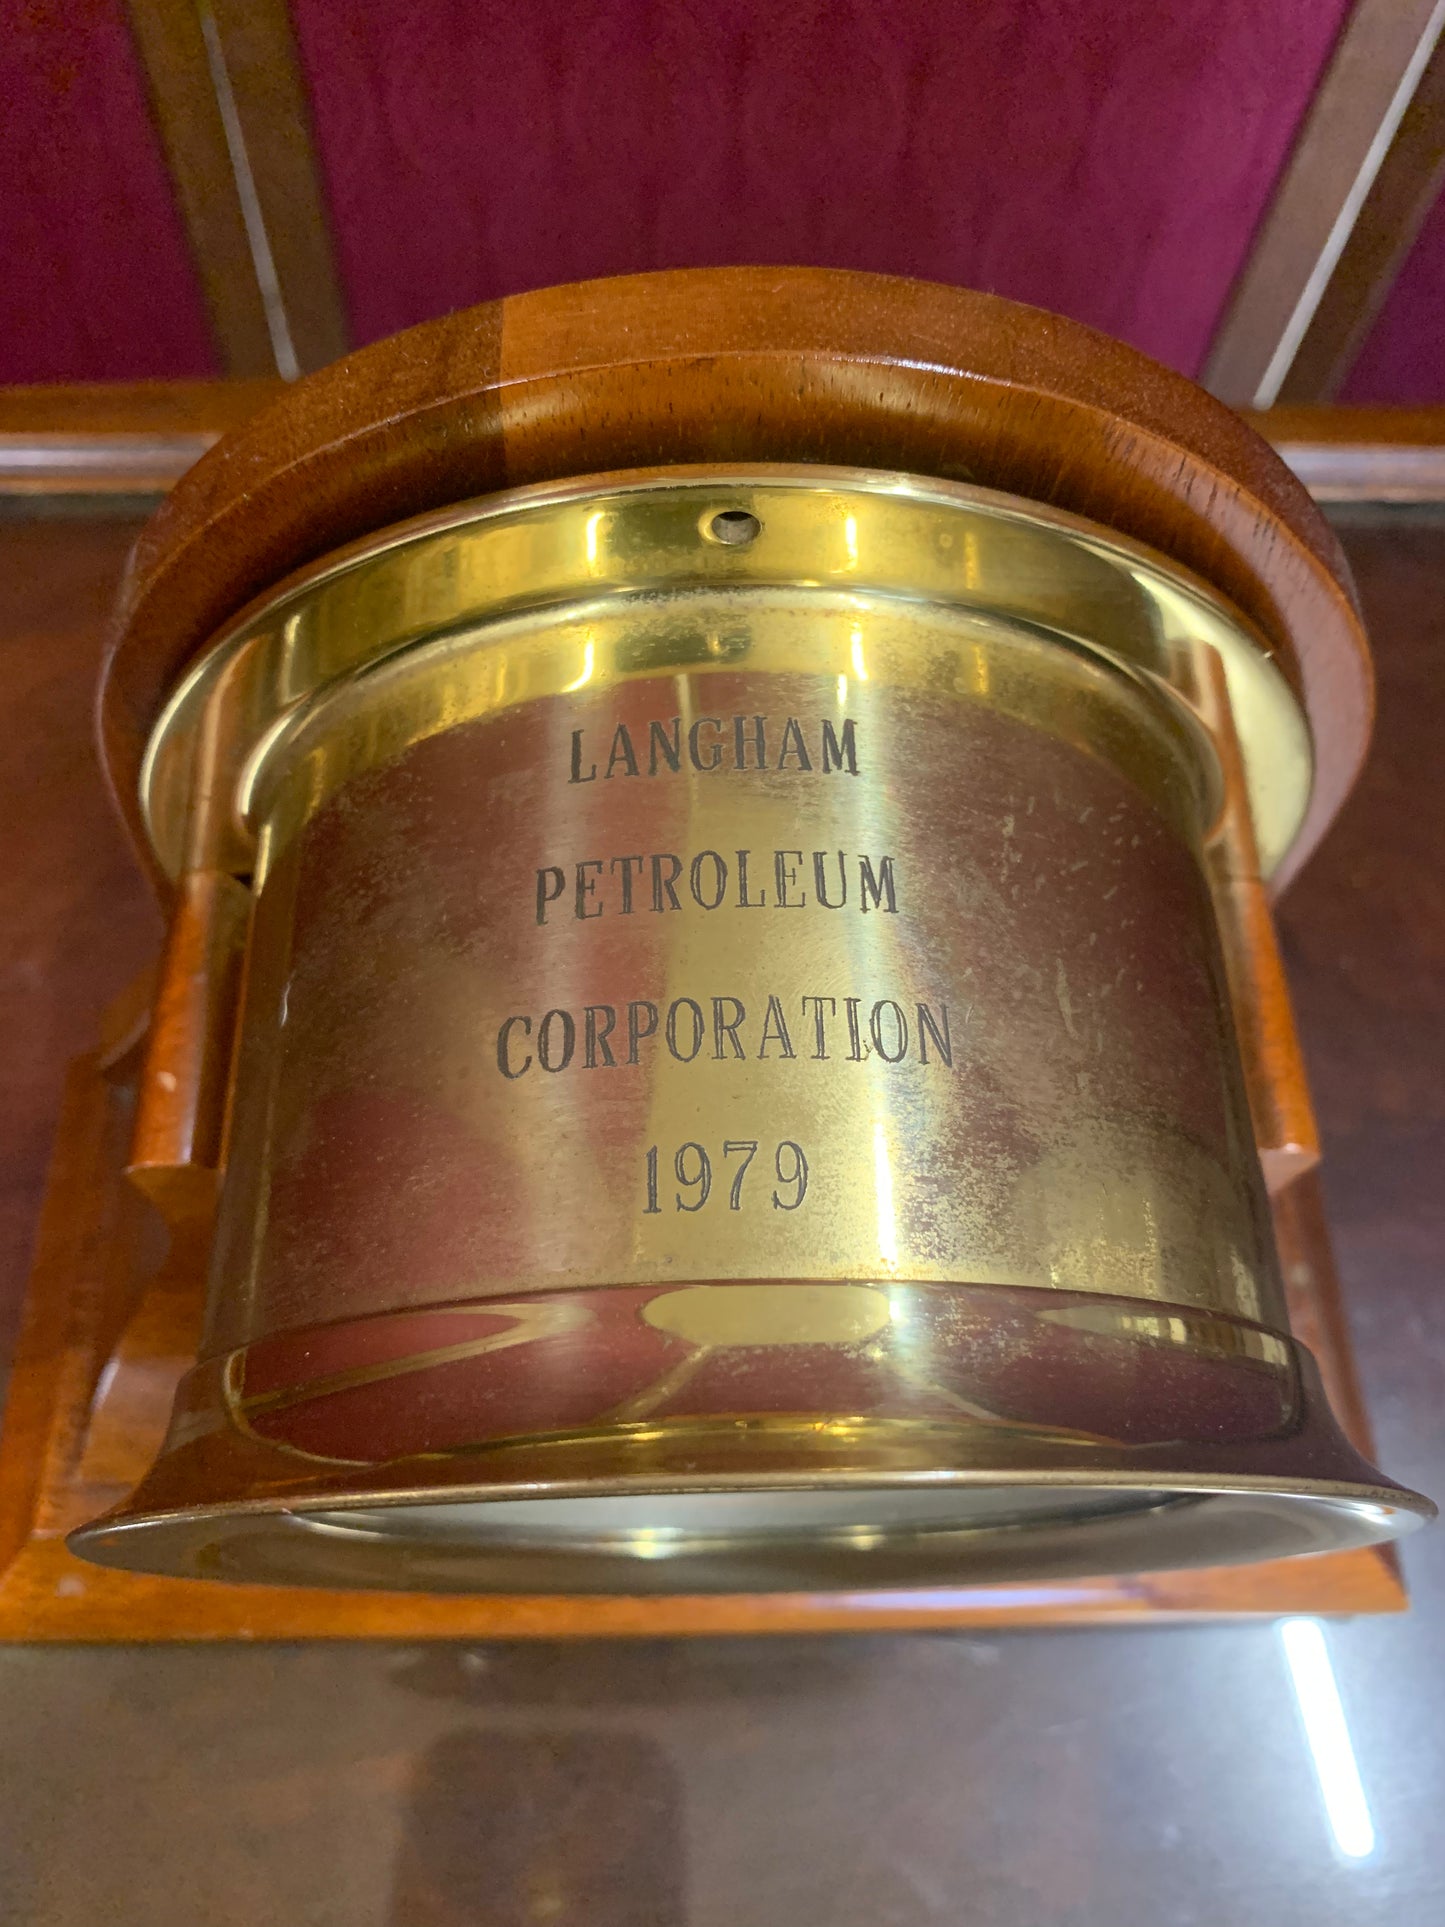 LANGHAM
PETROLEUM
CORPORATION
1979